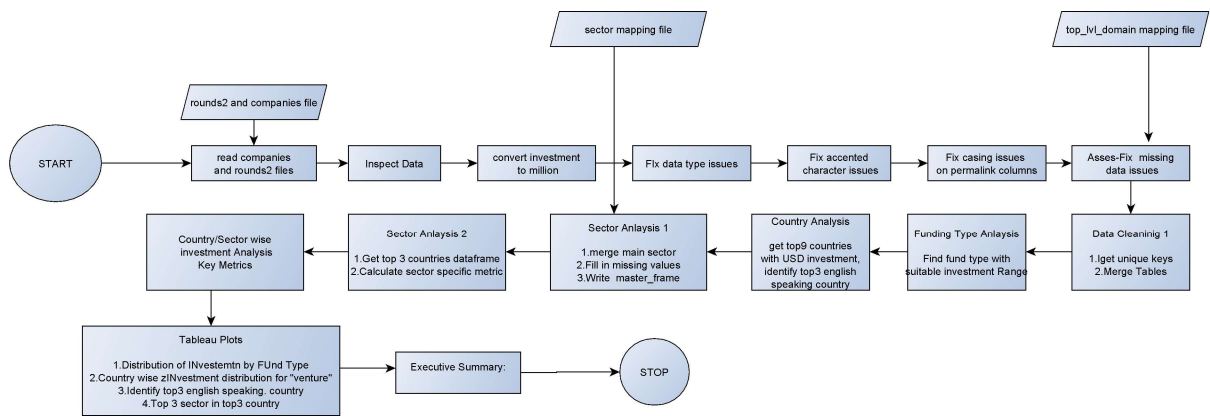 sector mapping file
top_lvl_domain mapping file
rounds2 and companies file
START
read companies
and rounds2 files
Inspect Data
convert investment
to million
FIx data type issues
Fix accented
character issues
Fix casing issues
on permalink columns
Asses-Fix missing
data issues
Data Cleaninig 1
1.Iget unique keys
2.Merge Tables
Funding Type Anlaysis
Find fund type with
suitable investment Range
Country Analysis
get top9 countries
with USD investment,
identify top3 english
speaking country
Sector Anlaysis 1
1.merge main sector
2.Fill in missing values
3.Write master_frame
Sector Anlaysis 2
1.Get top 3 countries dataframe
2.Calculate sector specific metric
Country/Sector wise
investment Analysis
Key Metrics
Tableau Plots
1.Distribution of INvestemtn by FUnd Type
2.Country wise zINvestment distribution for "venture"
3.Identify top3 english speaking. country
4.Top 3 sector in top3 country
Executive Summary:
STOP